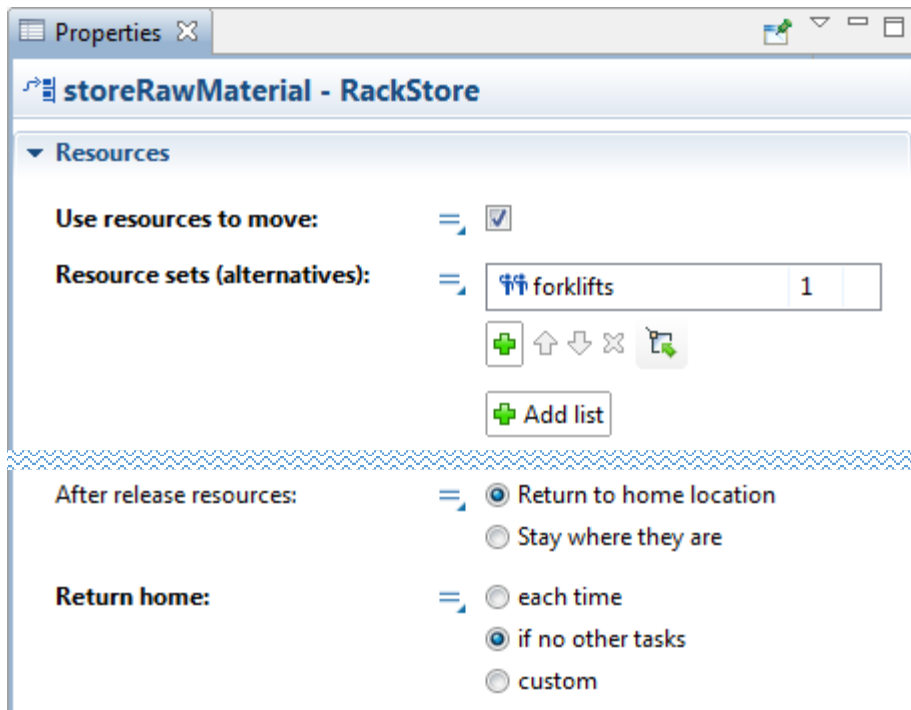 Properties
storeRawMaterial - RackStore
Resources
Use resources to move:
Resource sets (alternatives):
forklifts 1
Add list
After release resources:
Return to home location
Stay where they are
Return home:
each time
if no other tasks
custom